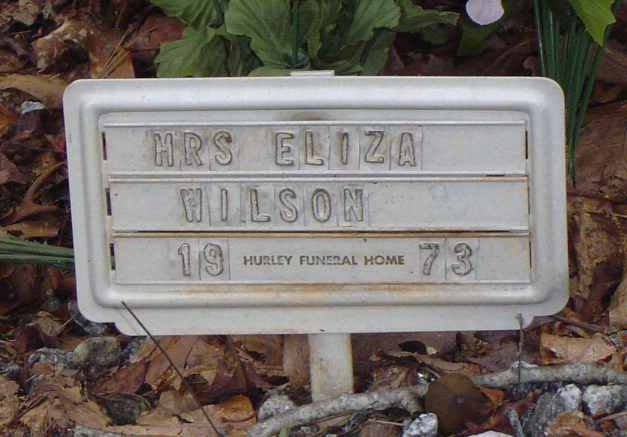 MRS ELIZA
WILSON
19 HURLEY FUNERAL HOME 73